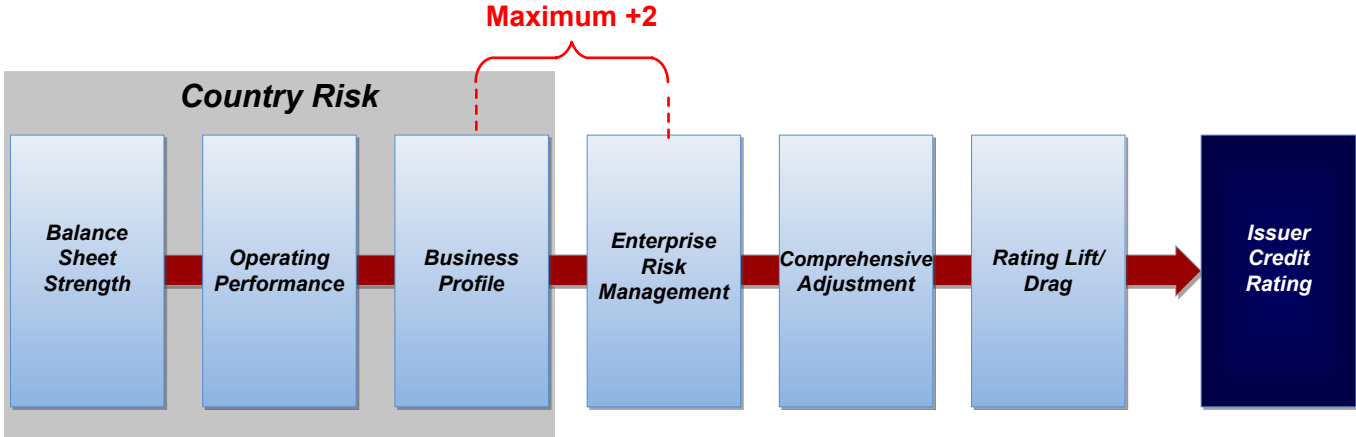 Maximum +2
Country Risk
Balance
Sheet
Strength
Operating
Performance
Business
Profile
Enterprise
Risk
Management
Comprehensive
Adjustment
Rating Lift/
Drag
Issuer
Credit
Rating